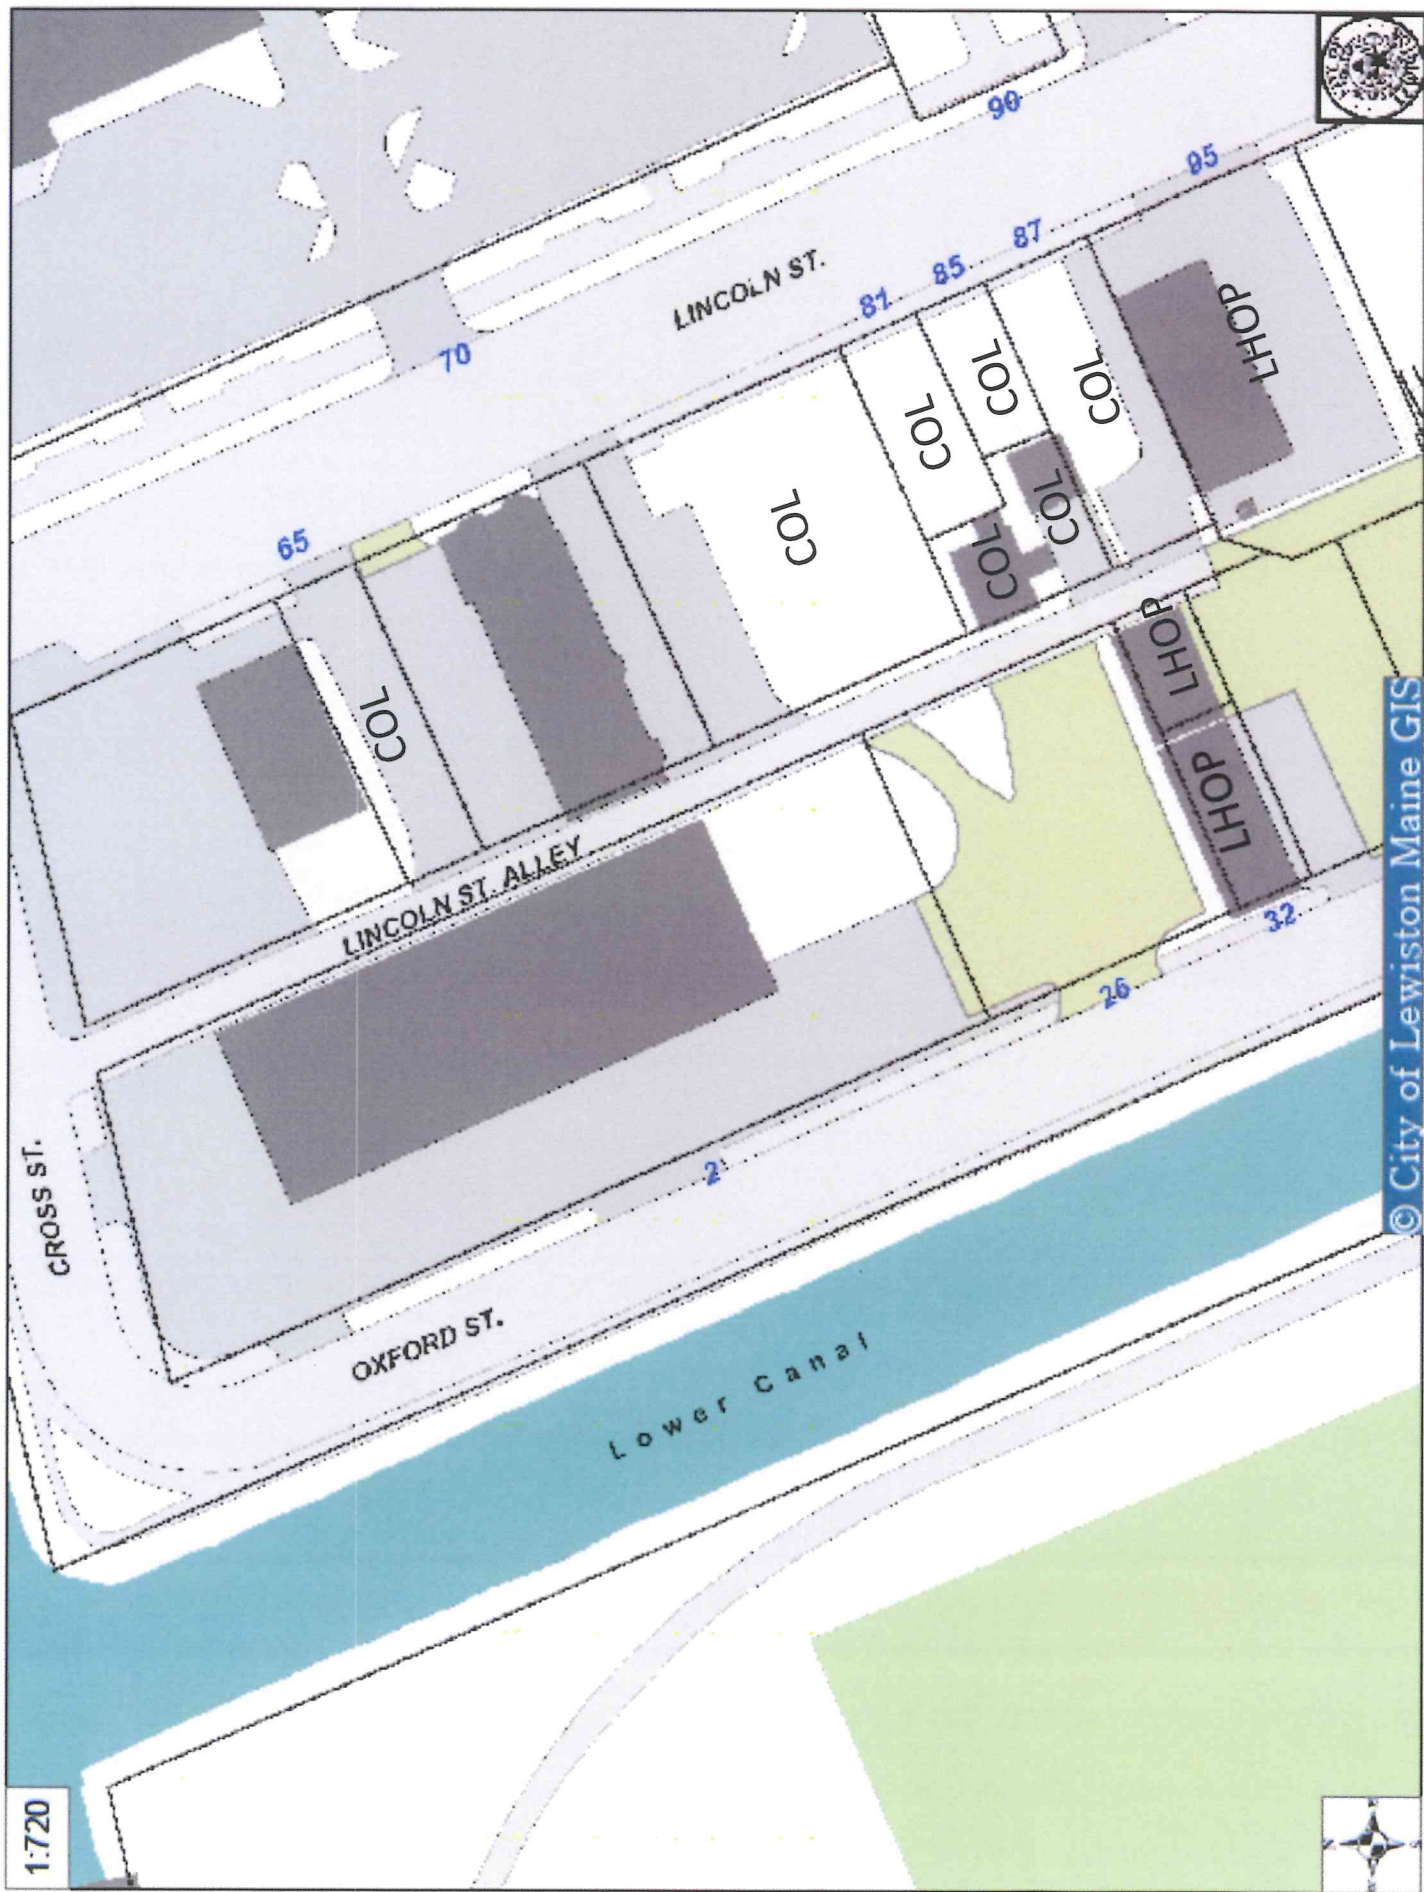 1:720
CROSS ST.
OXFORD ST.
Lower Canal
LINCOLN ST. ALLEY
LINCOLN ST.
65
70
90
81
85
87
95
2
26
32
COL
COL
COL
COL
COL
COL
COL
LHOP
LHOP
LHOP
© City of Lewiston Maine GIS